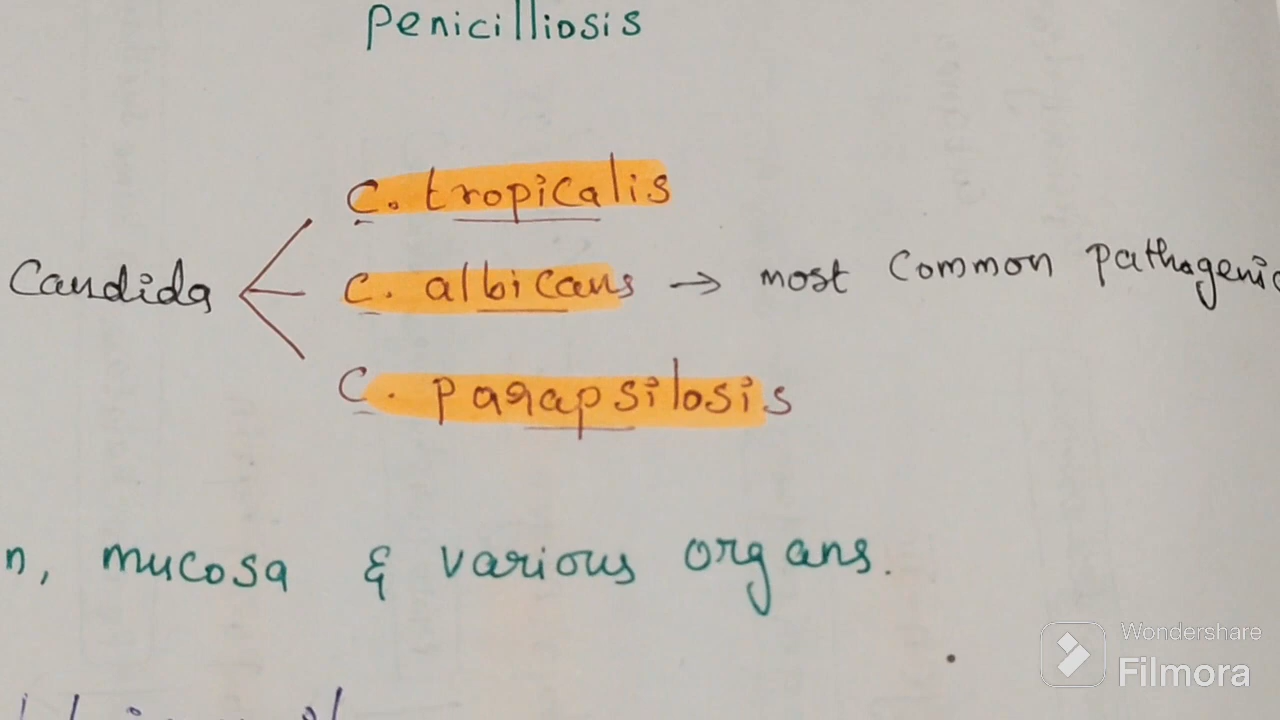 Penicilliosis
C. tropicalis
Candida
C. albicans → most common pathogenic
C. parapsilosis
n, mucosa & various organs.
Wondershare
Filmora